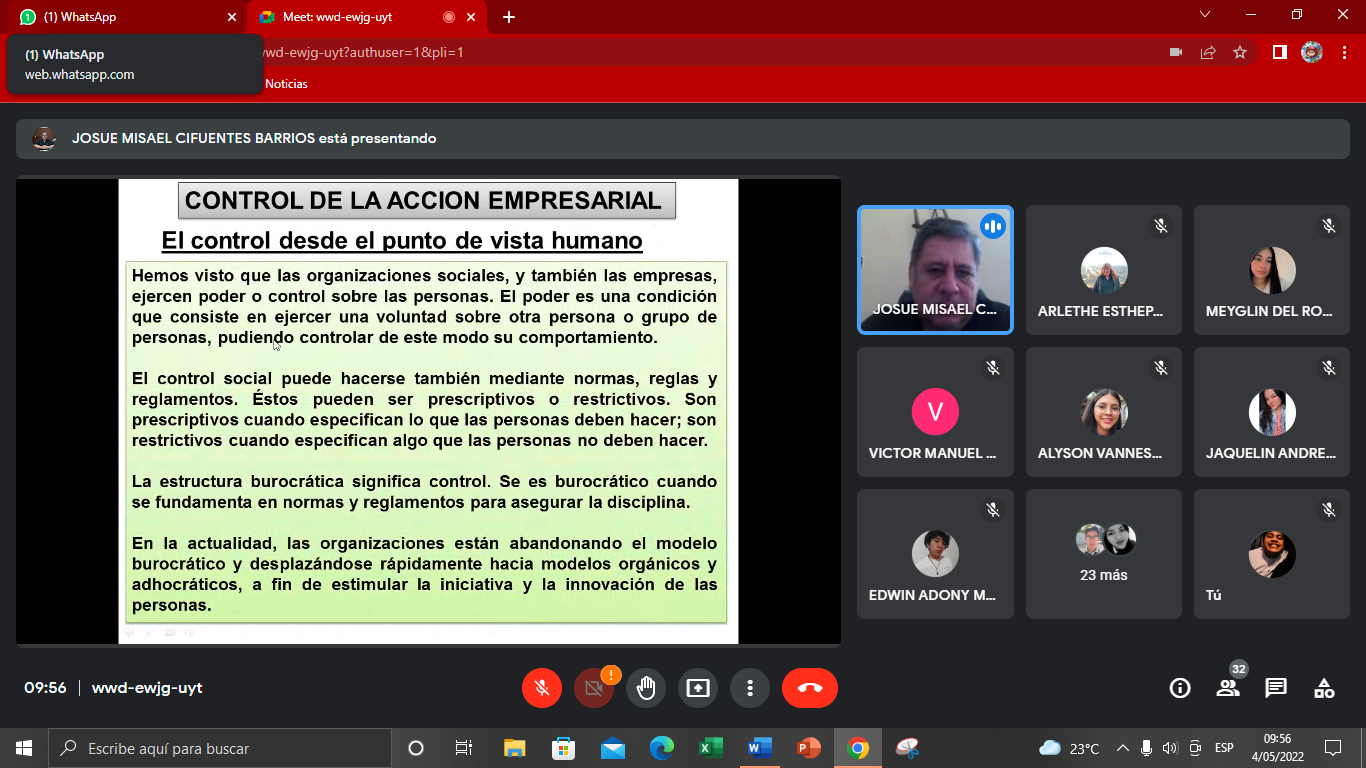 (1) WhatsApp
Meet: wwd-ewjg-uyt
(1) WhatsApp
web.whatsapp.com
wwd-ewjg-uyt?authuser=1&pli=1
Noticias
JOSUE MISAEL CIFUENTES BARRIOS está presentando
CONTROL DE LA ACCION EMPRESARIAL
El control desde el punto de vista humano
Hemos visto que las organizaciones sociales, y también las empresas,
ejercen poder o control sobre las personas. El poder es una condición
que consiste en ejercer una voluntad sobre otra persona o grupo de
personas, pudiendo controlar de este modo su comportamiento.
El control social puede hacerse también mediante normas, reglas y
reglamentos. Éstos pueden ser prescriptivos o restrictivos. Son
prescriptivos cuando especifican lo que las personas deben hacer; son
restrictivos cuando especifican algo que las personas no deben hacer.
La estructura burocrática significa control. Se es burocrático cuando
se fundamenta en normas y reglamentos para asegurar la disciplina.
En la actualidad, las organizaciones están abandonando el modelo
burocrático y desplazándose rápidamente hacia modelos orgánicos y
adhocráticos, a fin de estimular la iniciativa y la innovación de las
personas.
JOSUE MISAEL C...
ARLETHE ESTHEP...
MEYGLIN DEL RO...
V
VICTOR MANUEL ...
ALYSON VANNES...
JAQUELIN ANDRE...
EDWIN ADONY M...
23 más
Tú
09:56 | wwd-ewjg-uyt
!
32
Escribe aquí para buscar
23°C
ESP
09:56
4/05/2022